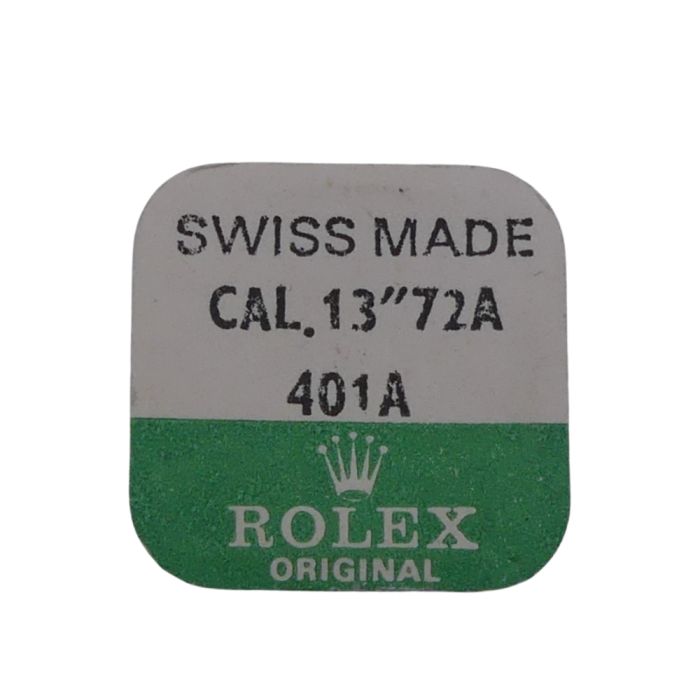 SWISS MADE
CAL. 13″72A
401A
ROLEX
ORIGINAL